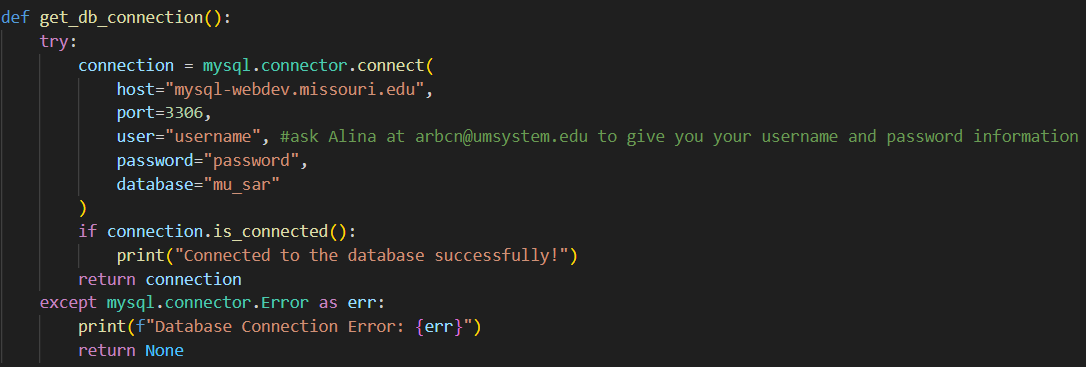 def get_db_connection():
    try:
        connection = mysql.connector.connect(
            host="mysql-webdev.missouri.edu",
            port=3306,
            user="username", #ask Alina at arbcn@umsystem.edu to give you your username and password information
            password="password",
            database="mu_sar"
        )
        if connection.is_connected():
            print("Connected to the database successfully!")
        return connection
    except mysql.connector.Error as err:
        print(f"Database Connection Error: {err}")
        return None